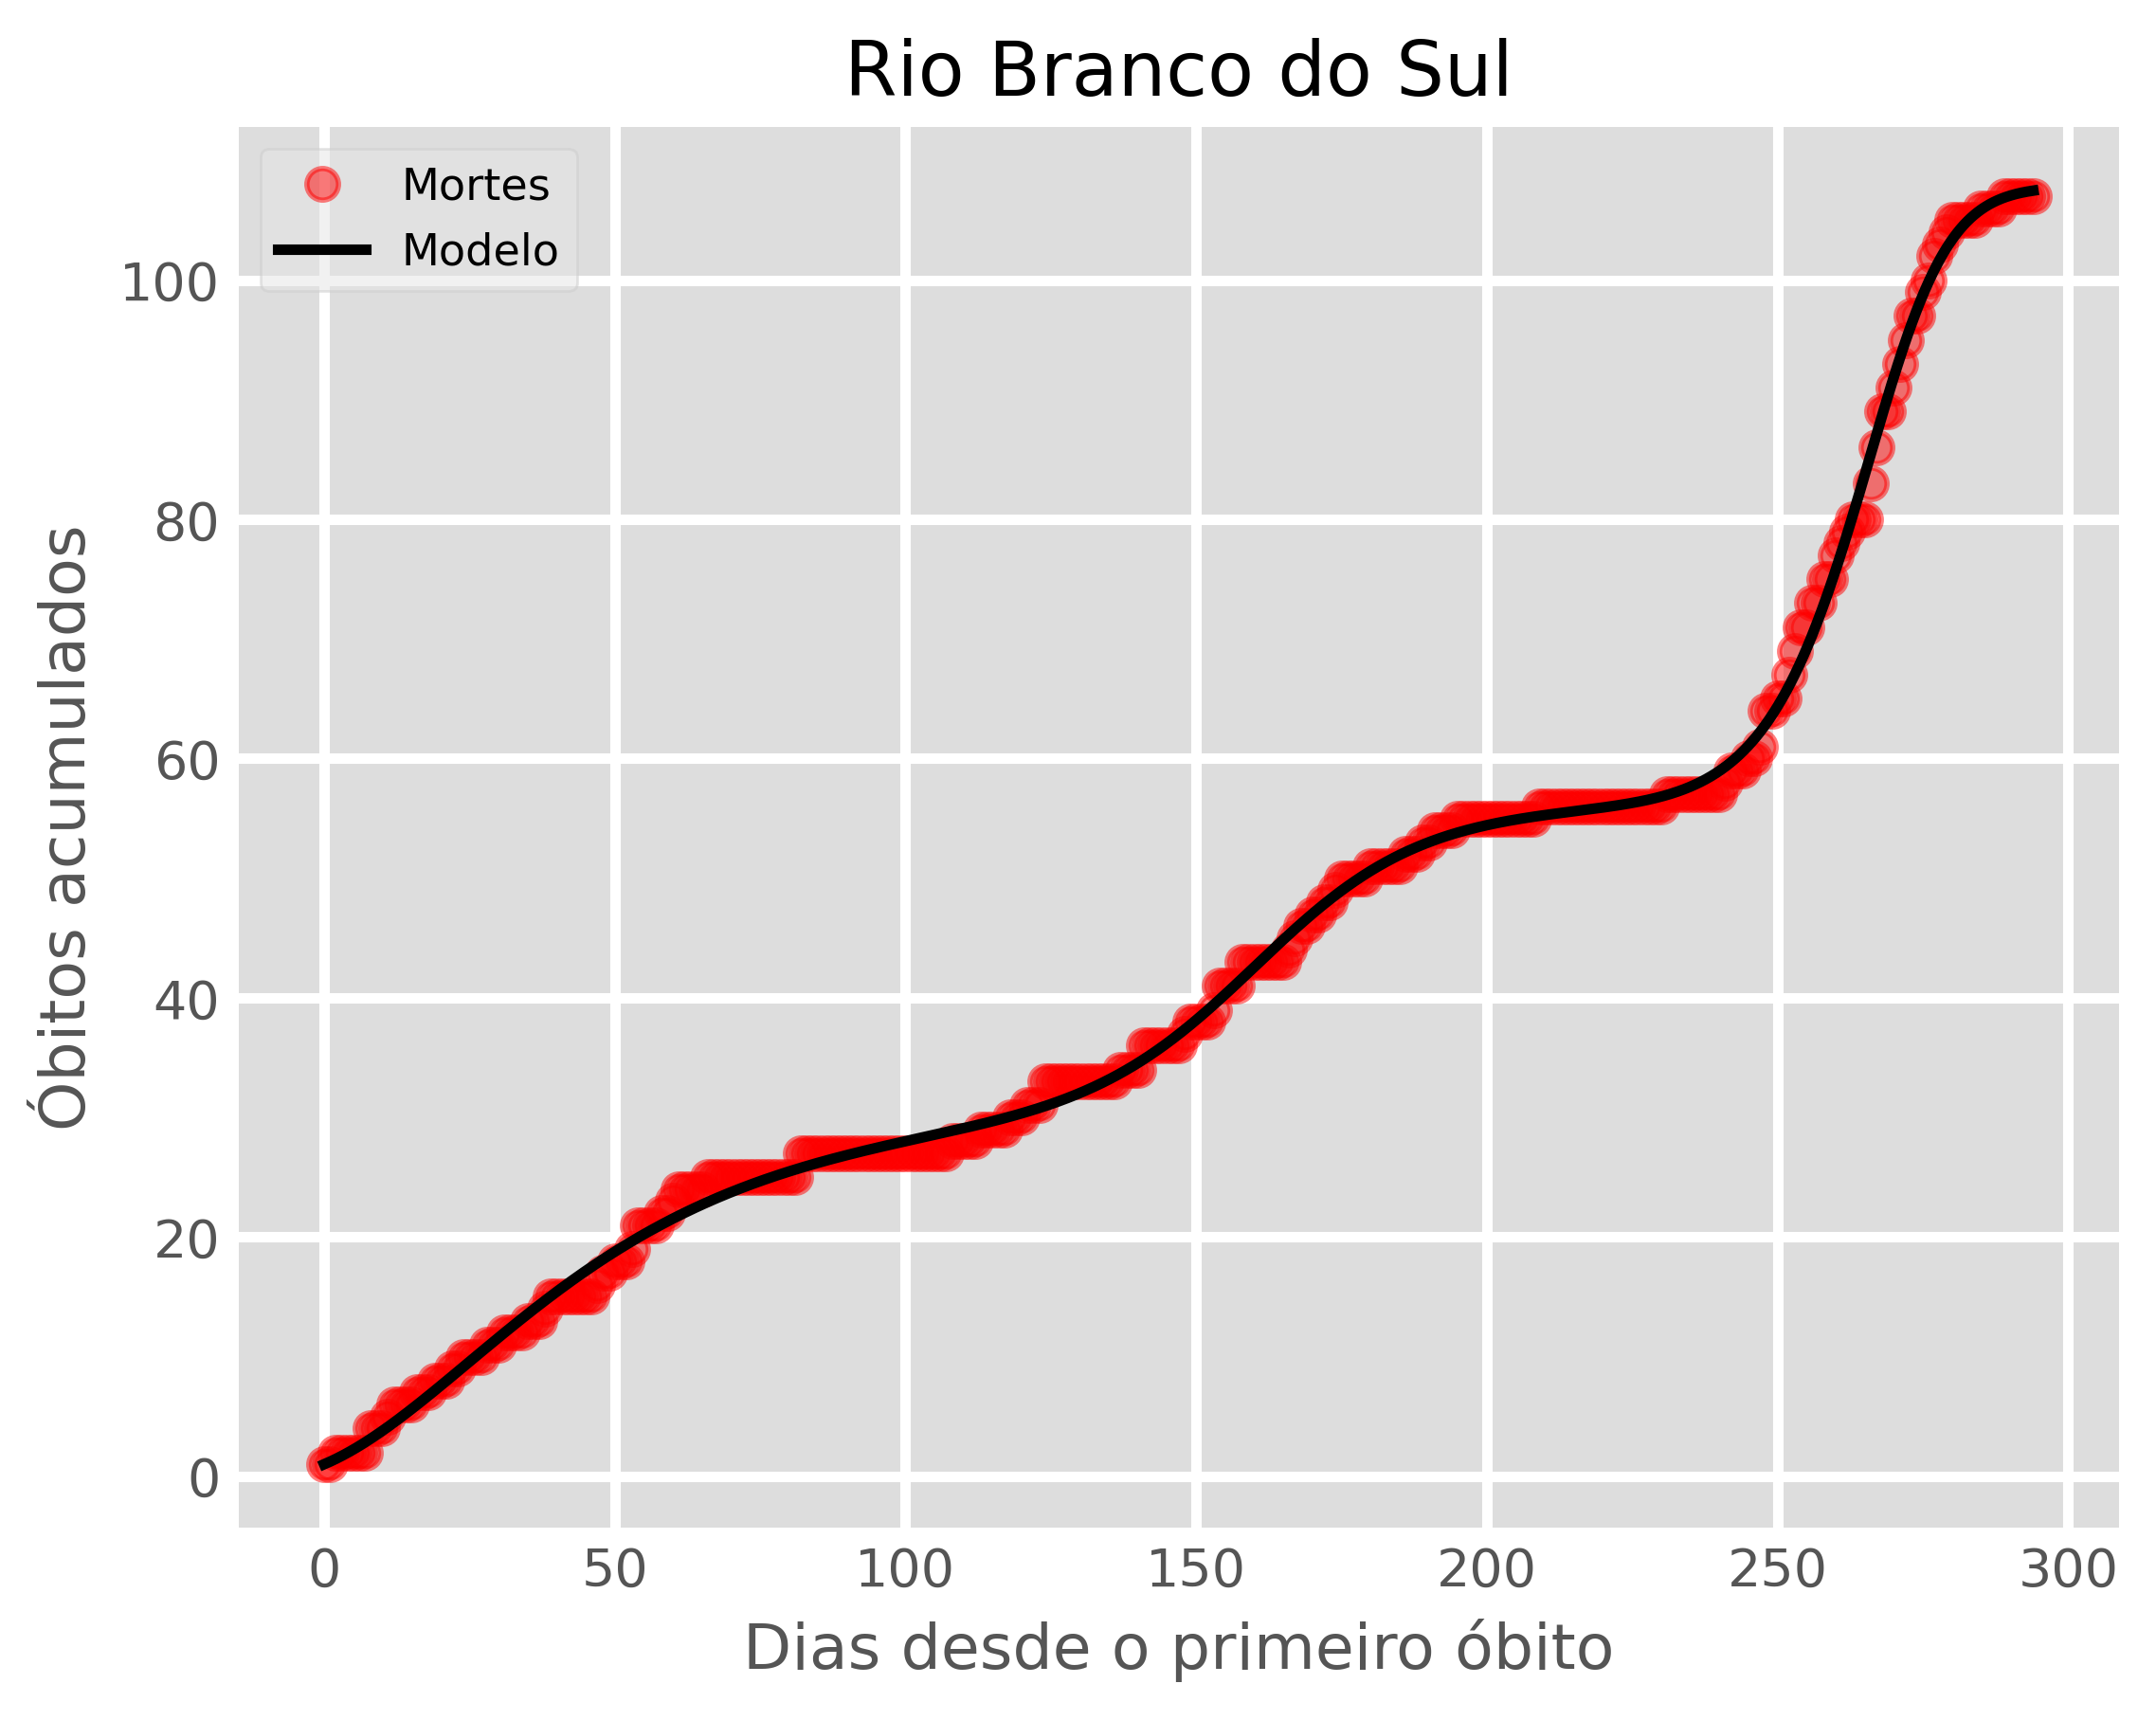 Rio Branco do Sul
Mortes
Modelo
Óbitos acumulados
100
80
60
40
20
0
0 50 100 150 200 250 300
Dias desde o primeiro óbito